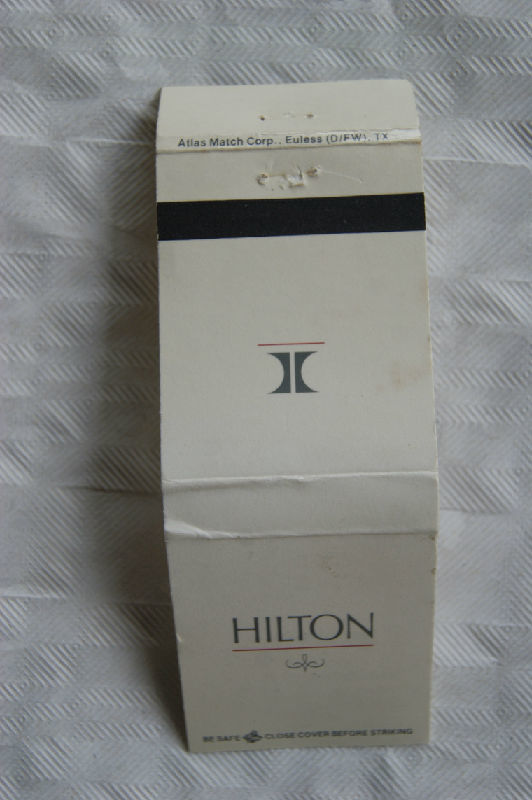 Atlas Match Corp., Euless (D/FW), TX
HILTON
BE SAFE CLOSE COVER BEFORE STRIKING